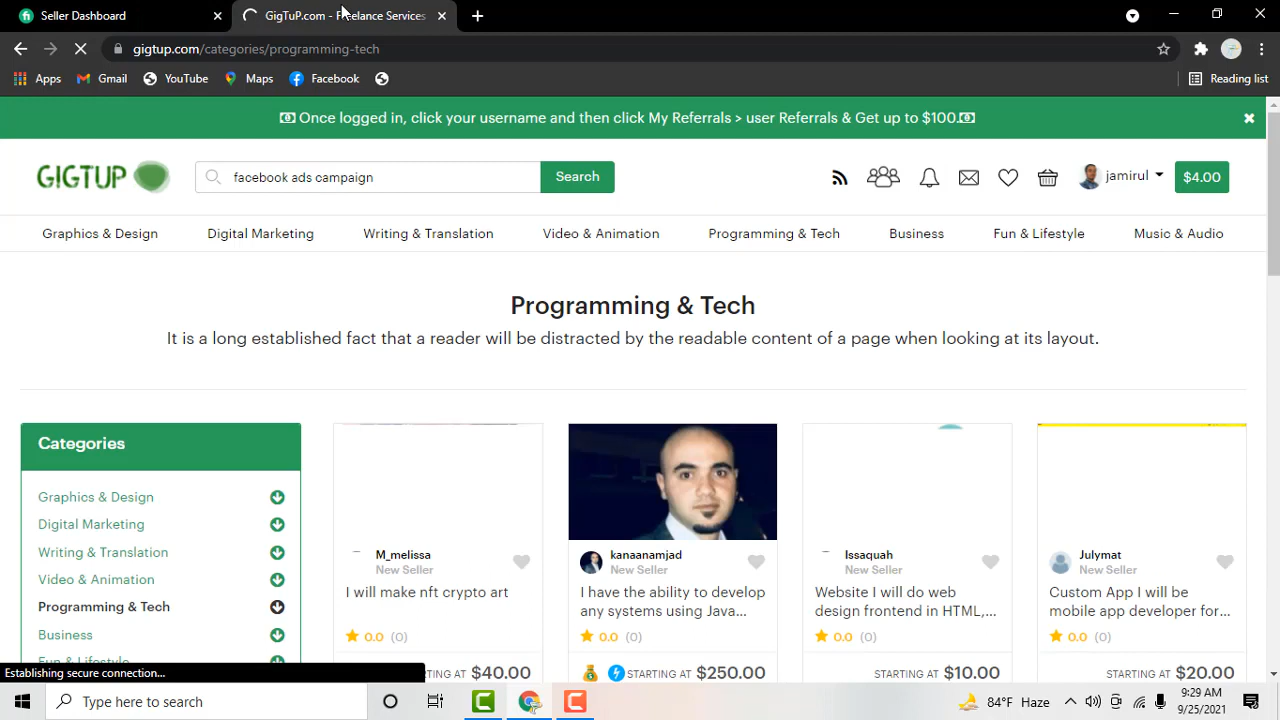 Seller Dashboard
GigTuP.com - Freelance Services
gigtup.com/categories/programming-tech
Apps Gmail YouTube Maps Facebook Reading list
Once logged in, click your username and then click My Referrals > user Referrals & Get up to $100.
GIGTUP facebook ads campaign Search jamirul $4.00
Graphics & Design Digital Marketing Writing & Translation Video & Animation Programming & Tech Business Fun & Lifestyle Music & Audio
Programming & Tech
It is a long established fact that a reader will be distracted by the readable content of a page when looking at its layout.
Categories
Graphics & Design
Digital Marketing
Writing & Translation
Video & Animation
Programming & Tech
Business
Fun & Lifestyle
M_melissa
New Seller
I will make nft crypto art
0.0 (0)
STARTING AT $40.00
kanaanamjad
New Seller
I have the ability to develop
any systems using Java...
0.0 (0)
STARTING AT $250.00
Issaquah
New Seller
Website I will do web
design frontend in HTML,...
0.0 (0)
STARTING AT $10.00
Julymat
New Seller
Custom App I will be
mobile app developer for...
0.0 (0)
STARTING AT $20.00
Establishing secure connection...
Type here to search
84°F Haze
9:29 AM
9/25/2021